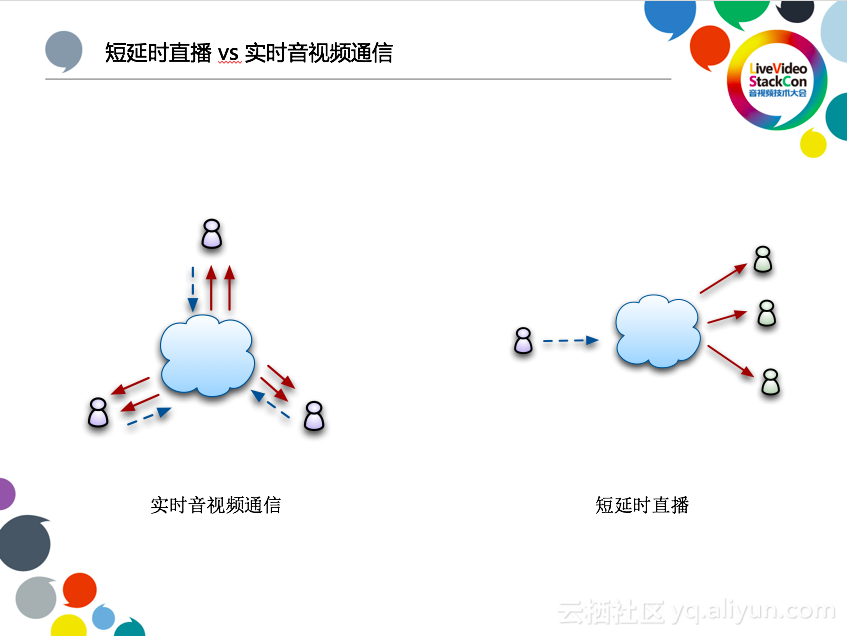 短延时直播 vs 实时音视频通信
LiveVideo
StackCon
音视频技术大会
实时音视频通信
短延时直播
云栖社区 yq.aliyun.com